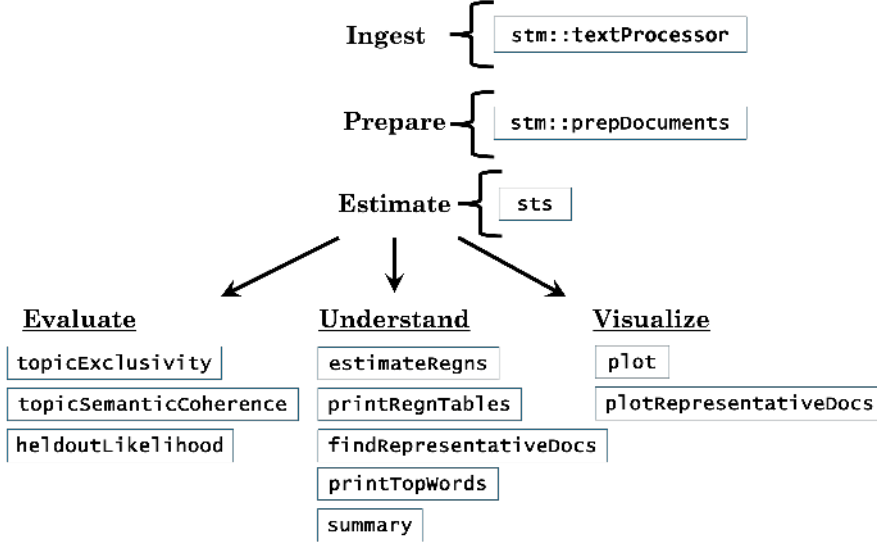 Ingest stm::textProcessor
Prepare stm::prepDocuments
Estimate sts
Evaluate
topicExclusivity
topicSemanticCoherence
heldoutLikelihood
Understand
estimateRegns
printRegnTables
findRepresentativeDocs
printTopWords
summary
Visualize
plot
plotRepresentativeDocs